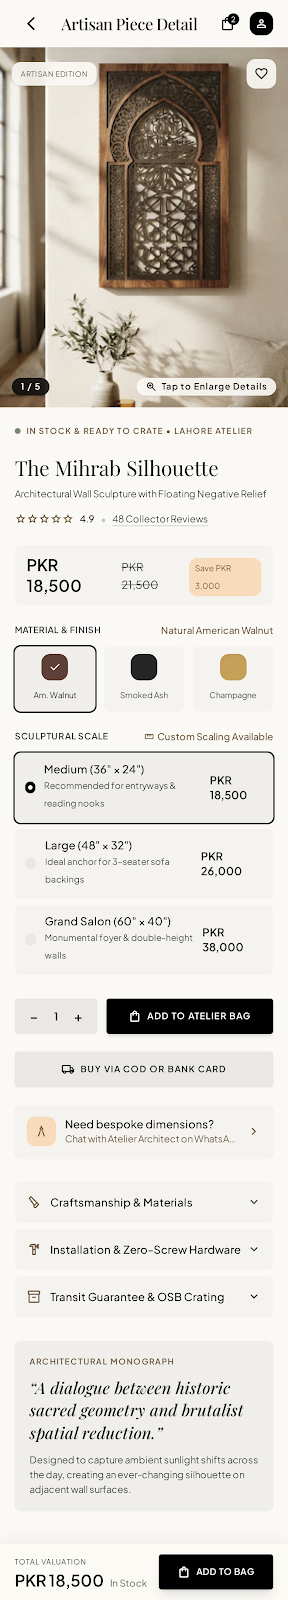 Artisan Piece Detail
2
ARTISAN EDITION
1 / 5
Tap to Enlarge Details
IN STOCK & READY TO CRATE • LAHORE ATELIER
The Mihrab Silhouette
Architectural Wall Sculpture with Floating Negative Relief
4.9 • 48 Collector Reviews
PKR
18,500
PKR
21,500
Save PKR
3,000
MATERIAL & FINISH
Natural American Walnut
Am. Walnut
Smoked Ash
Champagne
SCULPTURAL SCALE
Custom Scaling Available
Medium (36" × 24")
Recommended for entryways &
reading nooks
PKR
18,500
Large (48" × 32")
Ideal anchor for 3-seater sofa
backings
PKR
26,000
Grand Salon (60" × 40")
Monumental foyer & double-height
walls
PKR
38,000
− 1 +
ADD TO ATELIER BAG
BUY VIA COD OR BANK CARD
Need bespoke dimensions?
Chat with Atelier Architect on WhatsA...
Craftsmanship & Materials
Installation & Zero-Screw Hardware
Transit Guarantee & OSB Crating
ARCHITECTURAL MONOGRAPH
“A dialogue between historic
sacred geometry and brutalist
spatial reduction.”
Designed to capture ambient sunlight shifts across
the day, creating an ever-changing silhouette on
adjacent wall surfaces.
TOTAL VALUATION
PKR 18,500 In Stock
ADD TO BAG